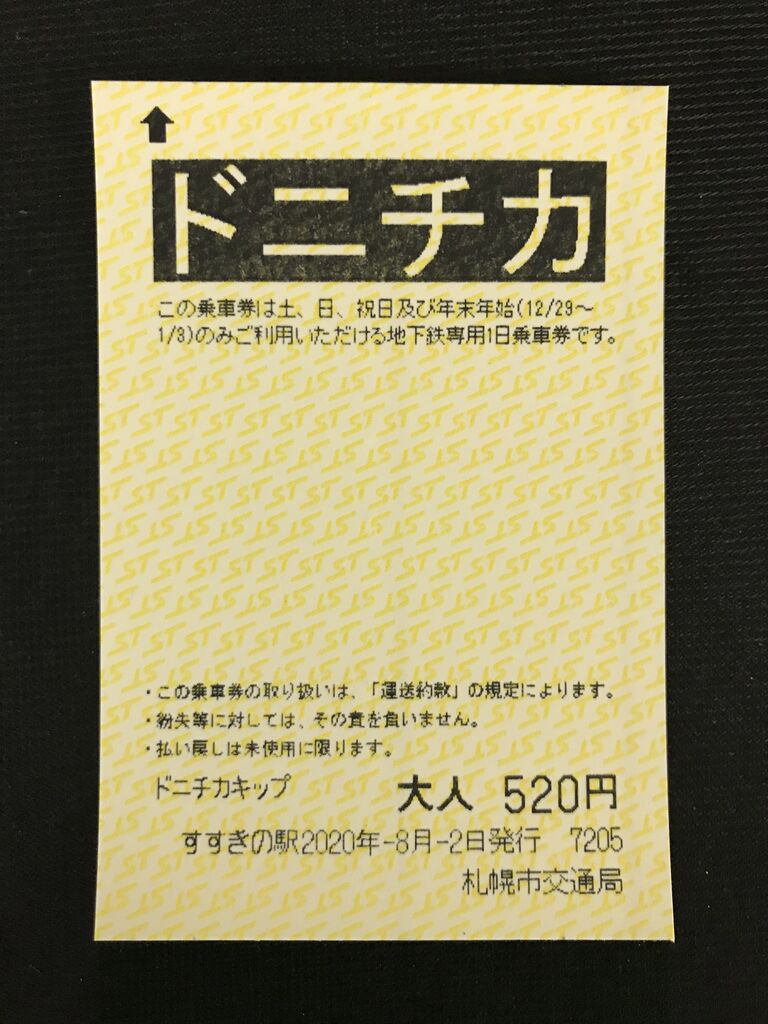 ドニチカ
この乗車券は土、日、祝日及び年末年始(12/29～
1/3)のみご利用いただける地下鉄専用1日乗車券です。
・この乗車券の取り扱いは、「運送約款」の規定によります。
・紛失等に対しては、その責を負いません。
・払い戻しは未使用に限ります。
ドニチカキップ 大人 520円
すすきの駅2020年-8月-2日発行 7205
札幌市交通局